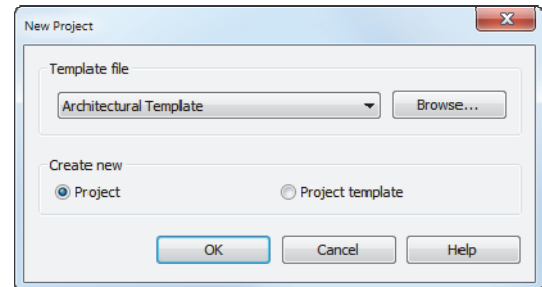 New Project
Template file
Architectural Template
Browse...
Create new
Project
Project template
OK
Cancel
Help